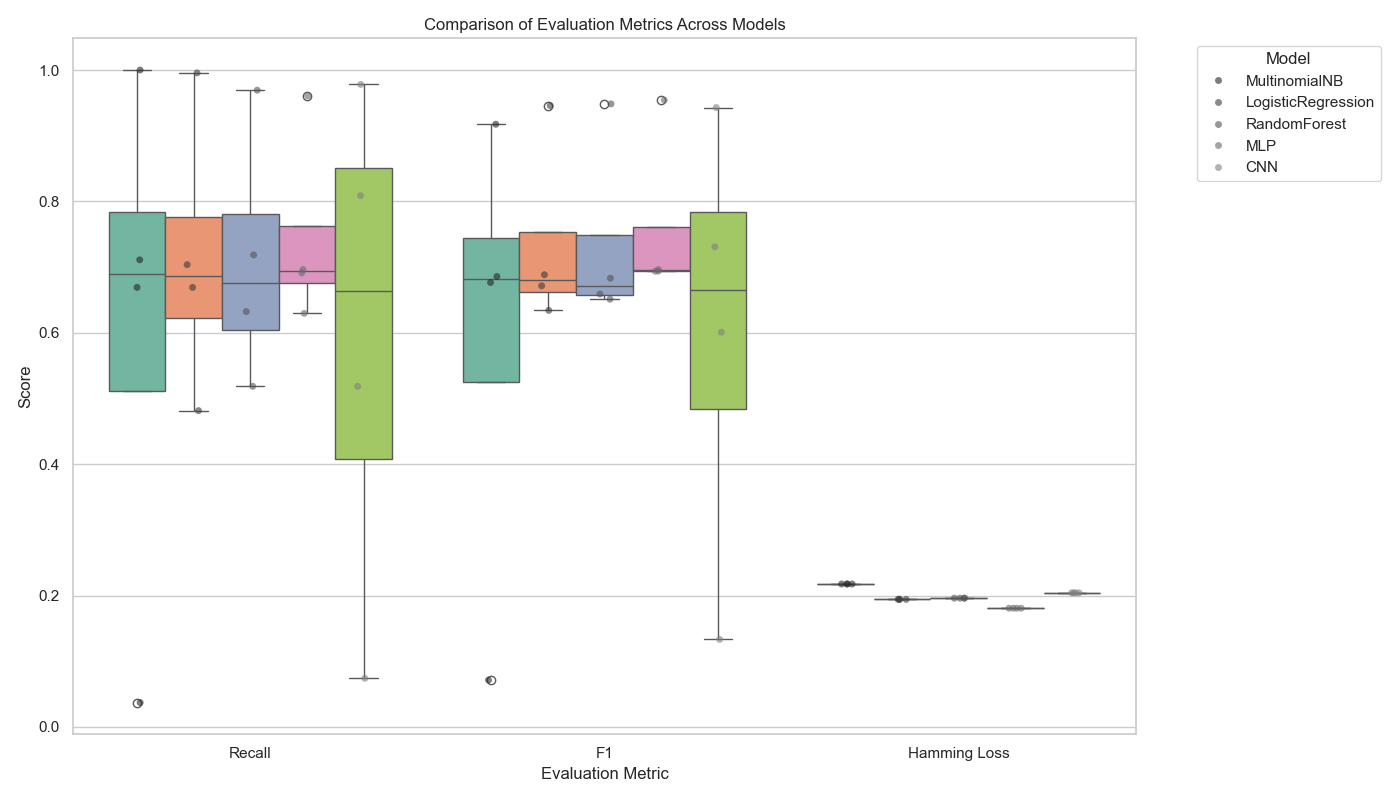 Comparison of Evaluation Metrics Across Models
Model
MultinomialNB
LogisticRegression
RandomForest
MLP
CNN
Score
1.0
0.8
0.6
0.4
0.2
0.0
Recall
F1
Hamming Loss
Evaluation Metric